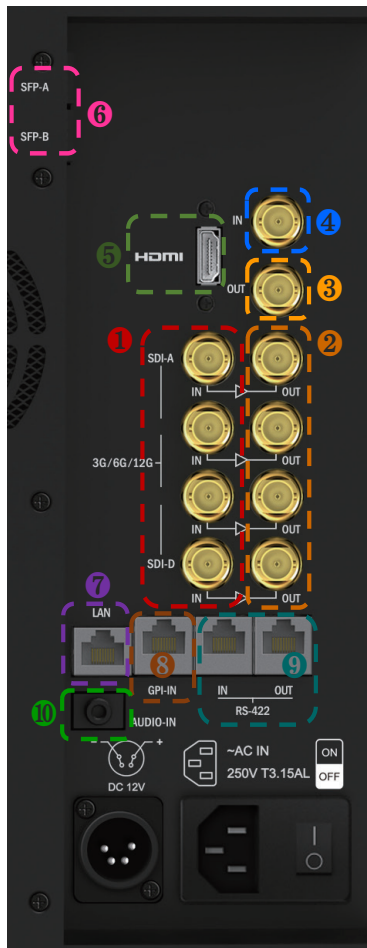 SFP-A
6
SFP-B
IN
4
5
HDMI
OUT
3
1
2
SDI-A
IN
OUT
3G/6G/12G
IN
OUT
IN
OUT
SDI-D
IN
OUT
7
LAN
8
9
GPI-IN
IN
OUT
RS-422
10
AUDIO-IN
- +
DC 12V
~AC IN
250V T3.15AL
ON
OFF